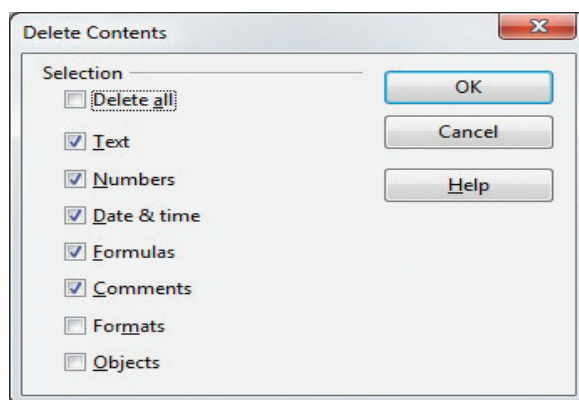 Delete Contents
Selection
Delete all
Text
Numbers
Date & time
Formulas
Comments
Formats
Objects
OK
Cancel
Help